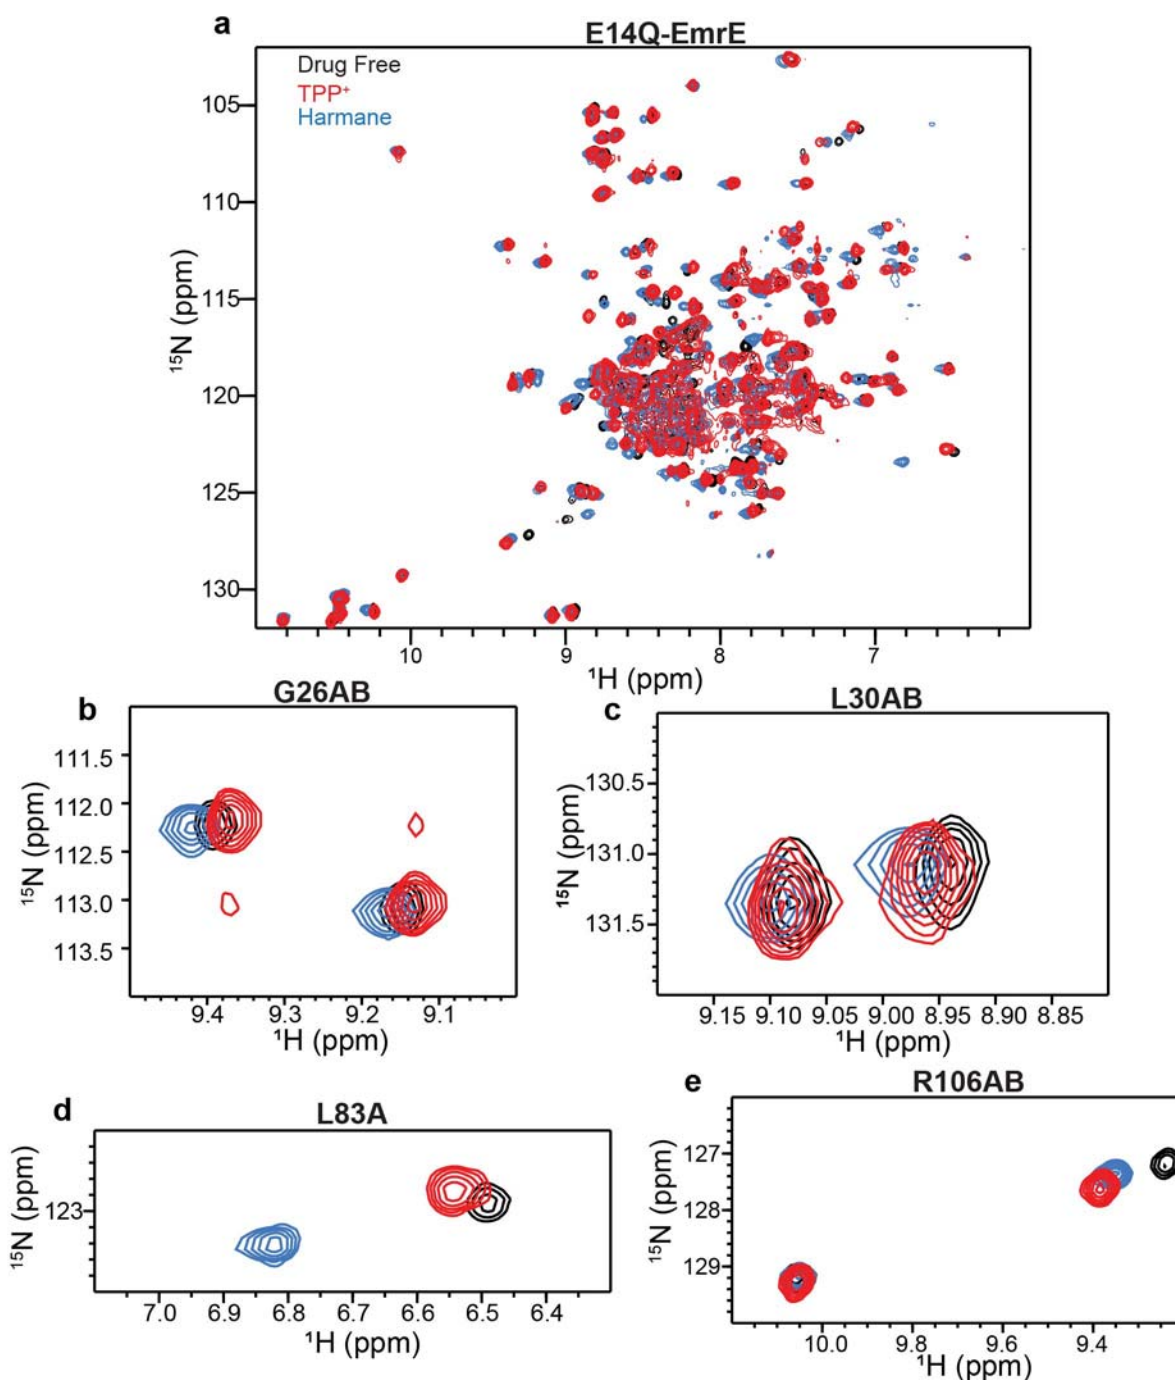 a
E14Q-EmrE
Drug Free
TPP⁺
Harmane
105
110
115
120
125
130
¹⁵N (ppm)
10 9 8 7
¹H (ppm)
b
G26AB
111.5
112.0
112.5
113.0
113.5
¹⁵N (ppm)
9.4 9.3 9.2 9.1
¹H (ppm)
c
L30AB
130.5
131.0
131.5
¹⁵N (ppm)
9.15 9.10 9.05 9.00 8.95 8.90 8.85
¹H (ppm)
d
L83A
123
¹⁵N (ppm)
7.0 6.9 6.8 6.7 6.6 6.5 6.4
¹H (ppm)
e
R106AB
127
128
129
¹⁵N (ppm)
10.0 9.8 9.6 9.4
¹H (ppm)